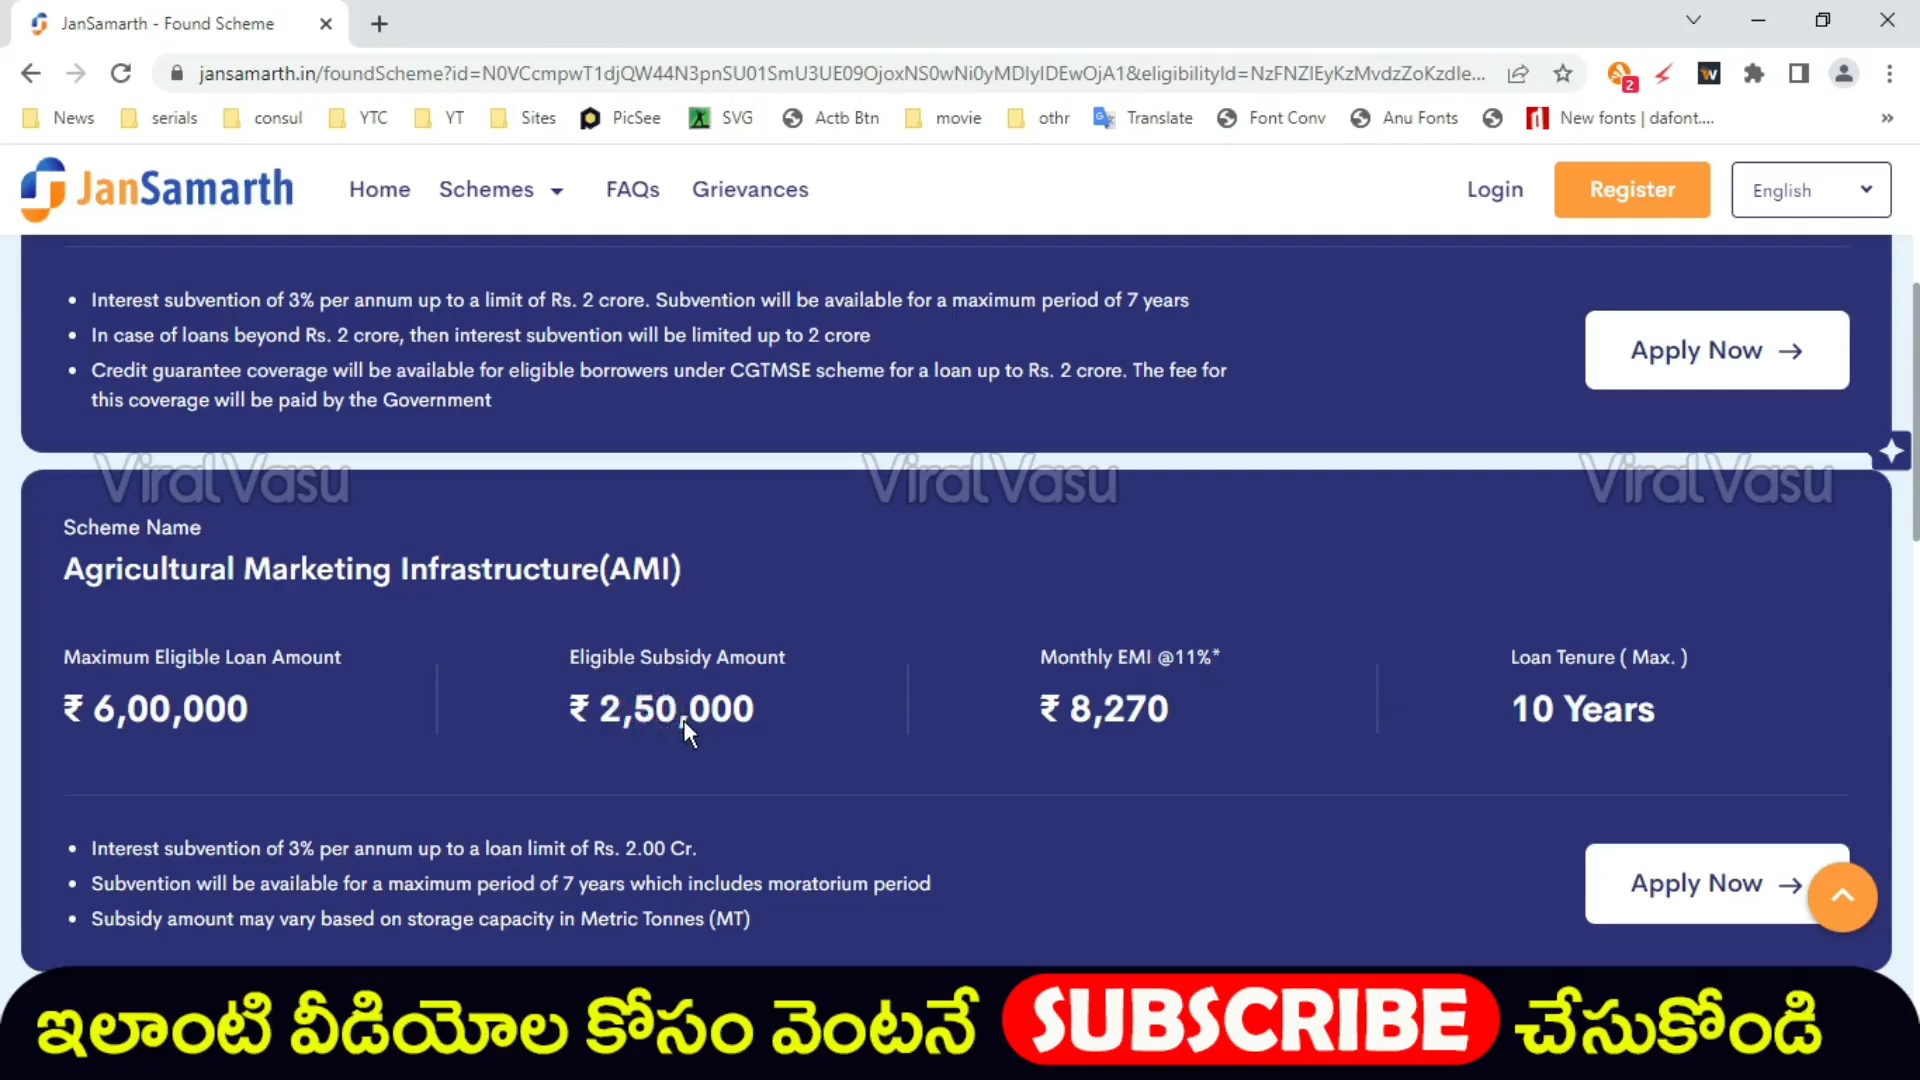 JanSamarth - Found Scheme
jansamarth.in/foundScheme?id=N0VCcmpwT1djQW44N3pnSU01SmU3UE09OjoxNS0wNi0yMDIyIDEwOjA1&eligibilityId=NzFNZlEyKzMvdzZoKzdle...
2
News serials consul YTC YT Sites PicSee SVG Actb Btn movie othr Translate Font Conv Anu Fonts New fonts | dafont.... »
JanSamarth Home Schemes FAQs Grievances Login Register English
• Interest subvention of 3% per annum up to a limit of Rs. 2 crore. Subvention will be available for a maximum period of 7 years
• In case of loans beyond Rs. 2 crore, then interest subvention will be limited up to 2 crore
• Credit guarantee coverage will be available for eligible borrowers under CGTMSE scheme for a loan up to Rs. 2 crore. The fee for
this coverage will be paid by the Government
Apply Now →
Viral Vasu Viral Vasu Viral Vasu
Scheme Name
Agricultural Marketing Infrastructure(AMI)
Maximum Eligible Loan Amount Eligible Subsidy Amount Monthly EMI @11%* Loan Tenure ( Max. )
₹ 6,00,000 ₹ 2,50,000 ₹ 8,270 10 Years
• Interest subvention of 3% per annum up to a loan limit of Rs. 2.00 Cr.
• Subvention will be available for a maximum period of 7 years which includes moratorium period
• Subsidy amount may vary based on storage capacity in Metric Tonnes (MT)
Apply Now →
ఇలాంటి వీడియోల కోసం వెంటనే SUBSCRIBE చేసుకోండి